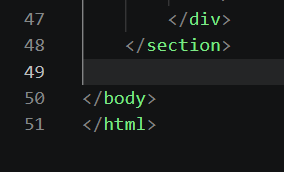 47 </div>
48 </section>
49
50 </body>
51 </html>